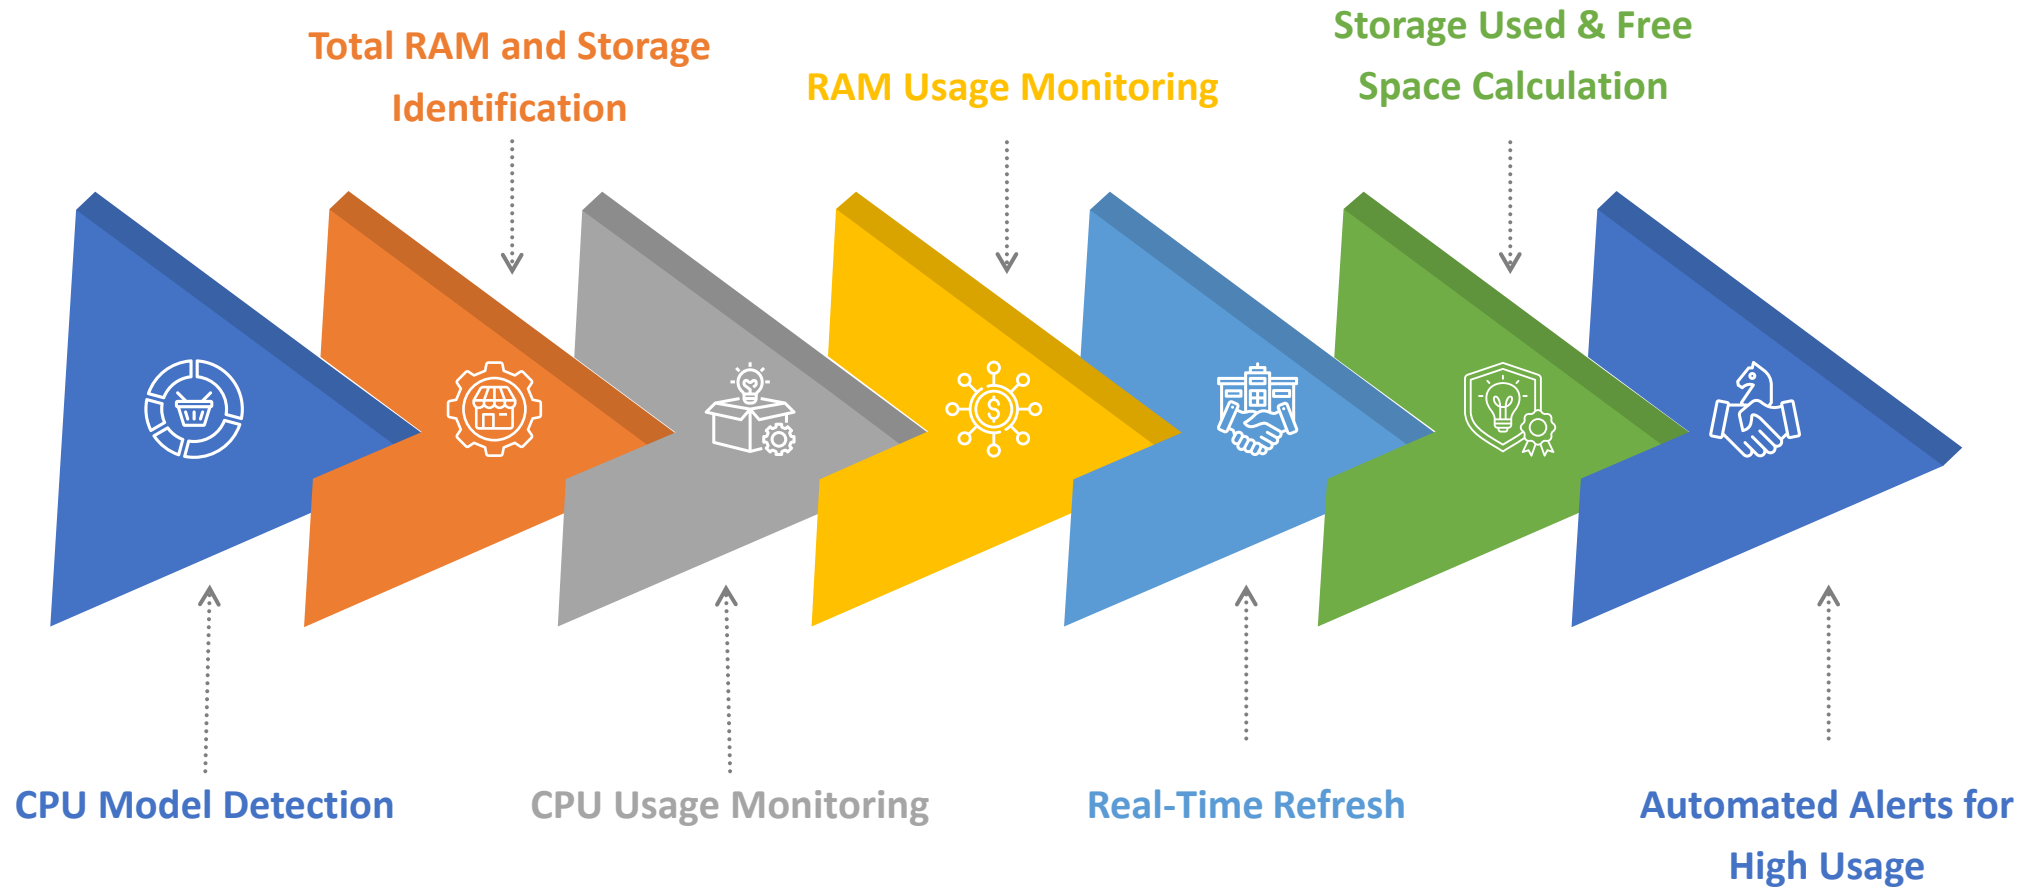 Total RAM and Storage
Identification
RAM Usage Monitoring
Storage Used & Free
Space Calculation
$
CPU Model Detection
CPU Usage Monitoring
Real-Time Refresh
Automated Alerts for
High Usage